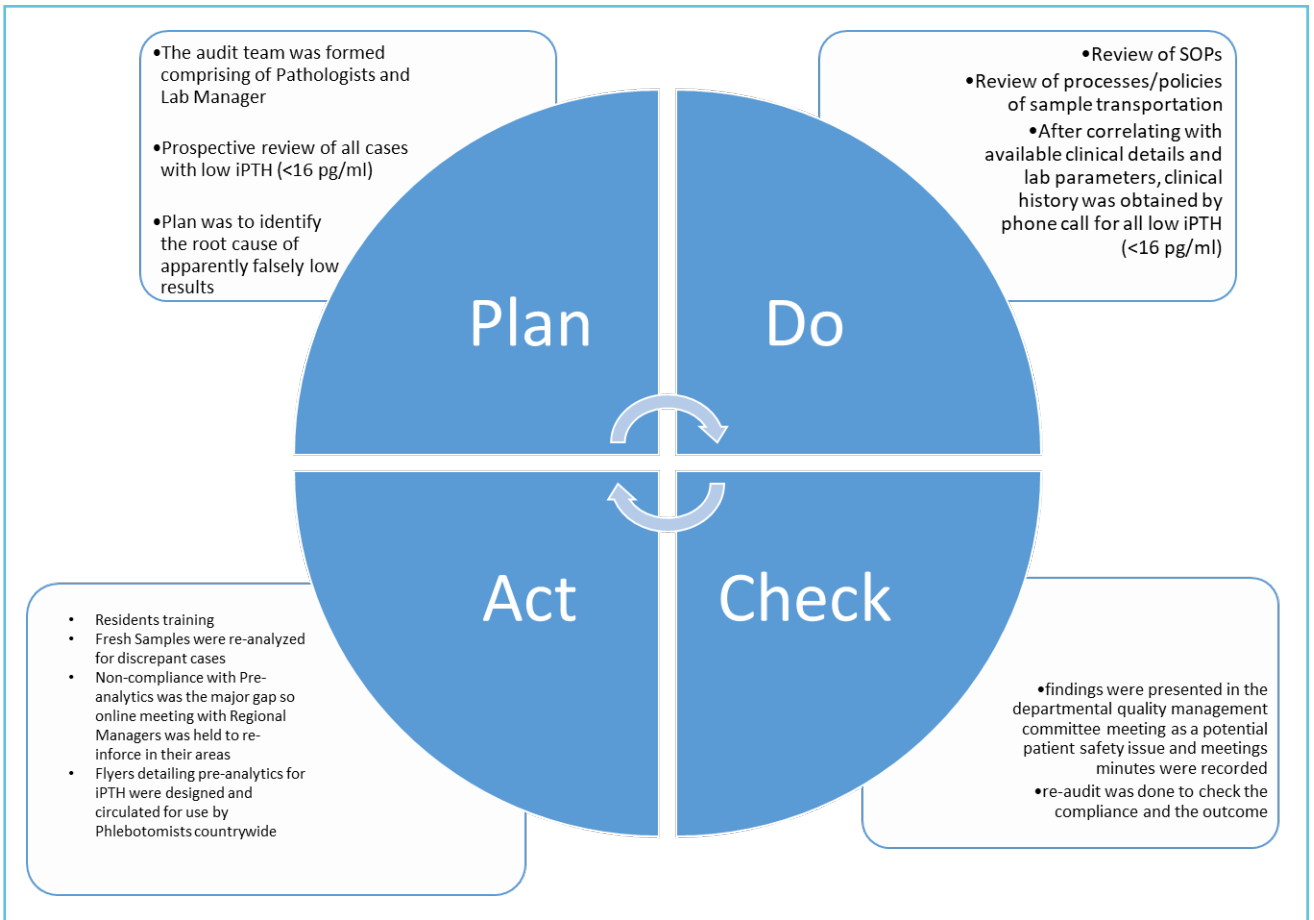 •The audit team was formed
comprising of Pathologists and
Lab Manager
•Prospective review of all cases
with low iPTH (<16 pg/ml)
•Plan was to identify
the root cause of
apparently falsely low
results
Plan
•Review of SOPs
•Review of processes/policies
of sample transportation
•After correlating with
available clinical details and
lab parameters, clinical
history was obtained by
phone call for all low iPTH
(<16 pg/ml)
Do
•findings were presented in the
departmental quality management
committee meeting as a potential
patient safety issue and meetings
minutes were recorded
•re-audit was done to check the
compliance and the outcome
Check
• Residents training
• Fresh Samples were re-analyzed
for discrepant cases
• Non-compliance with Pre-
analytics was the major gap so
online meeting with Regional
Managers was held to re-
inforce in their areas
• Flyers detailing pre-analytics for
iPTH were designed and
circulated for use by
Phlebotomists countrywide
Act